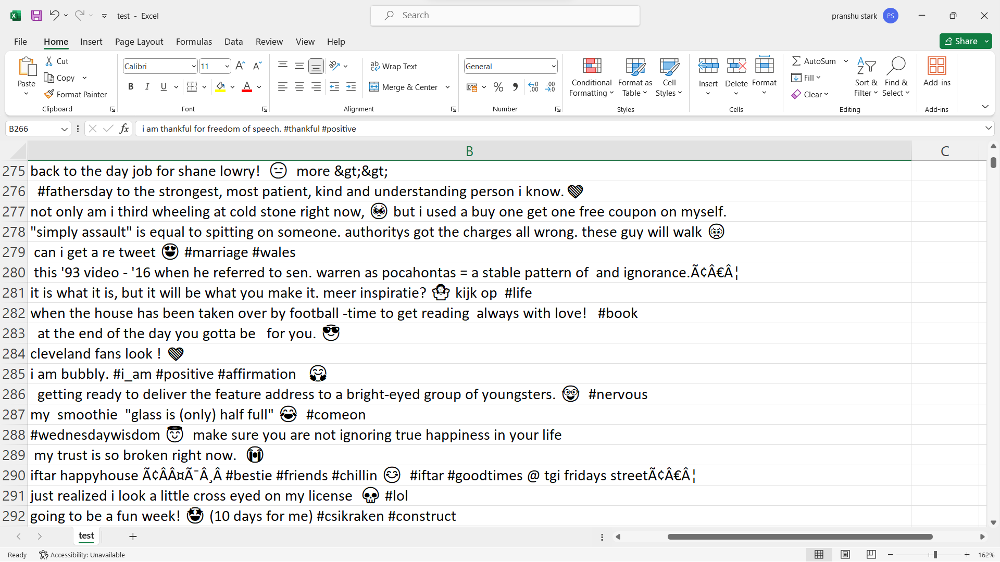 test - Excel
Search
pranshu stark
PS
File Home Insert Page Layout Formulas Data Review View Help
Share
Paste
Cut
Copy
Format Painter
Clipboard
Calibri
11
B I U
Font
Wrap Text
Merge & Center
Alignment
General
Number
Conditional Formatting
Format as Table
Cell Styles
Styles
Insert
Delete
Format
Cells
AutoSum
Fill
Clear
Sort & Filter
Find & Select
Editing
Add-ins
Add-ins
B266
fx
i am thankful for freedom of speech. #thankful #positive
B C
275 back to the day job for shane lowry! 😑 more &gt;&gt;
276 #fathersday to the strongest, most patient, kind and understanding person i know. 💚
277 not only am i third wheeling at cold stone right now, 🥺 but i used a buy one get one free coupon on myself.
278 "simply assault" is equal to spitting on someone. authoritys got the charges all wrong. these guy will walk 😡
279 can i get a re tweet 😍 #marriage #wales
280 this '93 video - '16 when he referred to sen. warren as pocahontas = a stable pattern of and ignorance.Ã¢Â€Â¦
281 it is what it is, but it will be what you make it. meer inspiratie? 🤷 kijk op #life
282 when the house has been taken over by football -time to get reading always with love! #book
283 at the end of the day you gotta be for you. 😎
284 cleveland fans look ! 💚
285 i am bubbly. #i_am #positive #affirmation 🤗
286 getting ready to deliver the feature address to a bright-eyed group of youngsters. 🤓 #nervous
287 my smoothie "glass is (only) half full" 😂 #comeon
288 #wednesdaywisdom 😇 make sure you are not ignoring true happiness in your life
289 my trust is so broken right now. 😭
290 iftar happyhouse Ã¢ÂÂ¤Ã¯Â¸Â #bestie #friends #chillin 😊 #iftar #goodtimes @ tgi fridays streetÃ¢Â€Â¦
291 just realized i look a little cross eyed on my license 💀 #lol
292 going to be a fun week! 🤩 (10 days for me) #csikraken #construct
test
Ready
Accessibility: Unavailable
162%